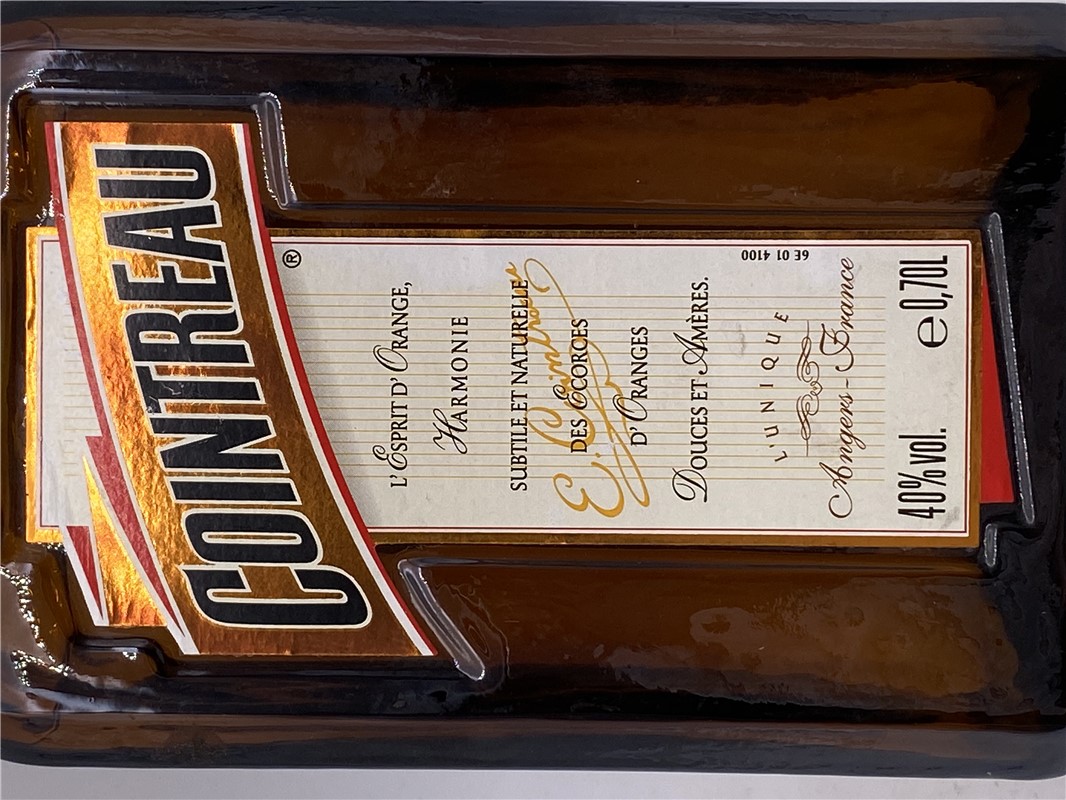 COINTREAU®
L'ESPRIT D'ORANGE,
HARMONIE
SUBTILE ET NATURELLE
E. Cointreau
DES ECORCES
D'ORANGES
DOUCES ET AMÈRES.
6E 01 4100
L'UNIQUE
Angers-France
40% vol. e 0,70L